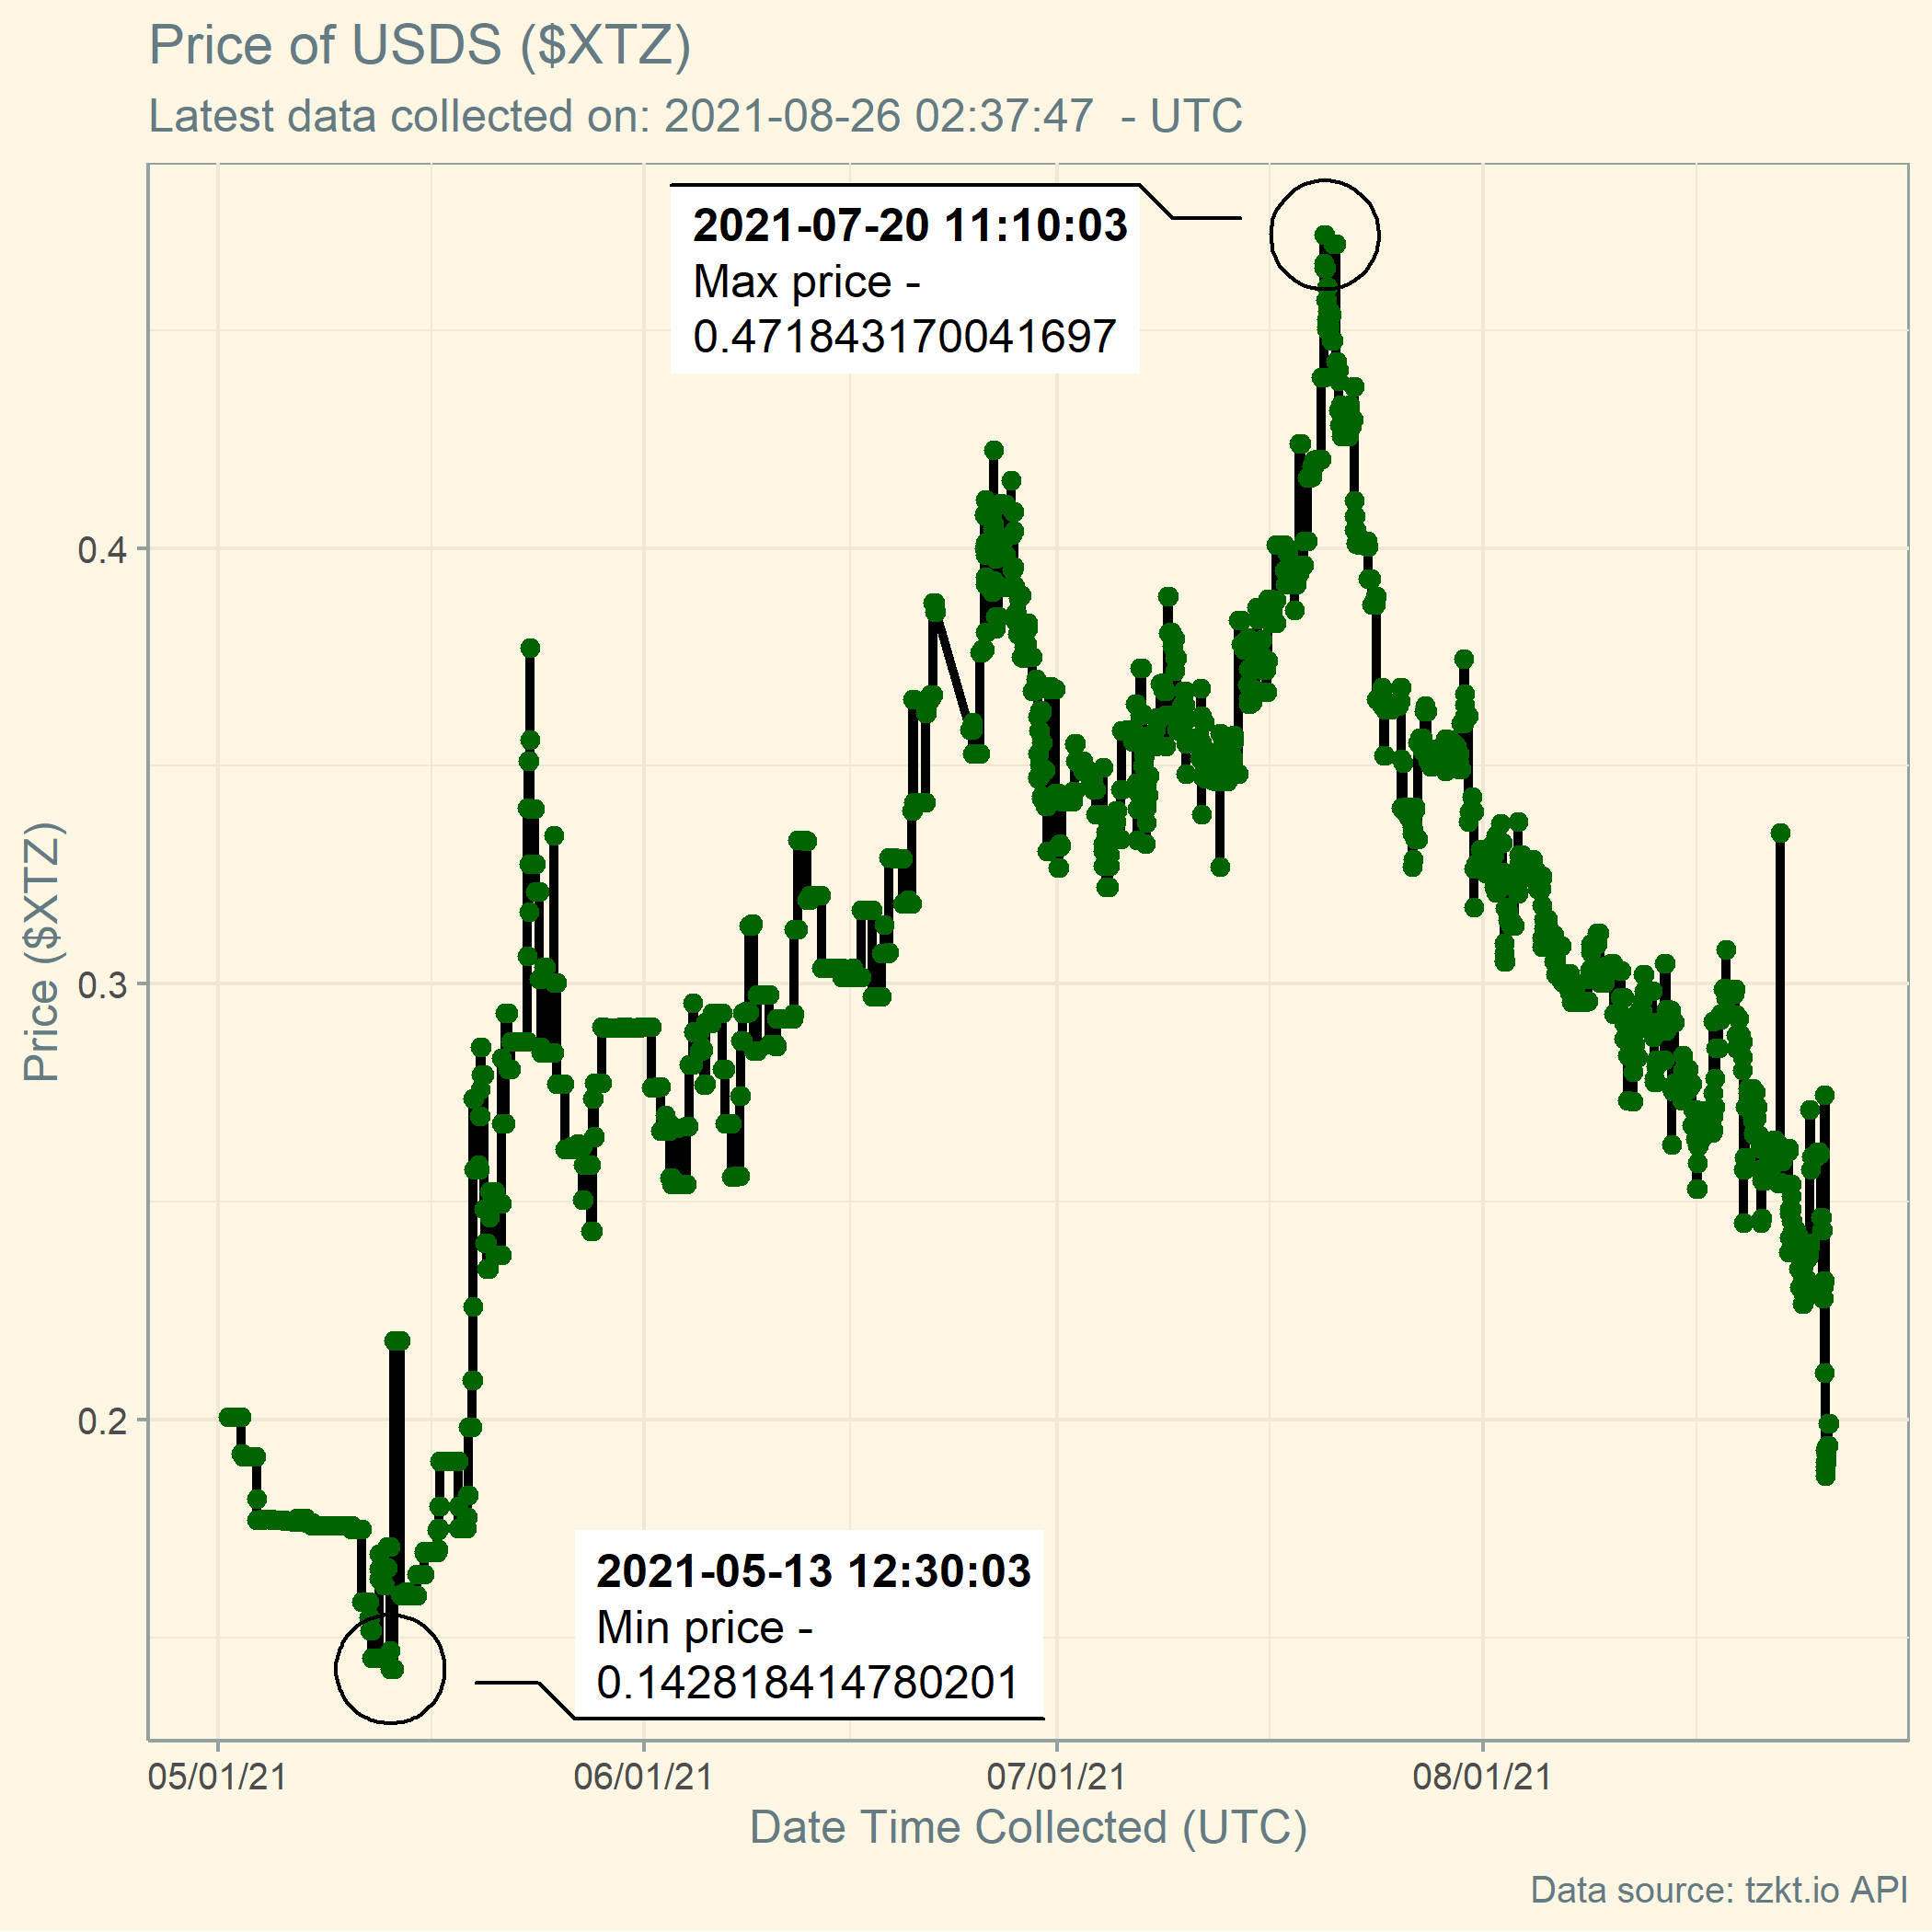 Price of USDS ($XTZ)
Latest data collected on: 2021-08-26 02:37:47  - UTC
2021-07-20 11:10:03
Max price -
0.471843170041697
0.4
0.3
0.2
Price ($XTZ)
2021-05-13 12:30:03
Min price -
0.142818414780201
05/01/21 06/01/21 07/01/21 08/01/21
Date Time Collected (UTC)
Data source: tzkt.io API